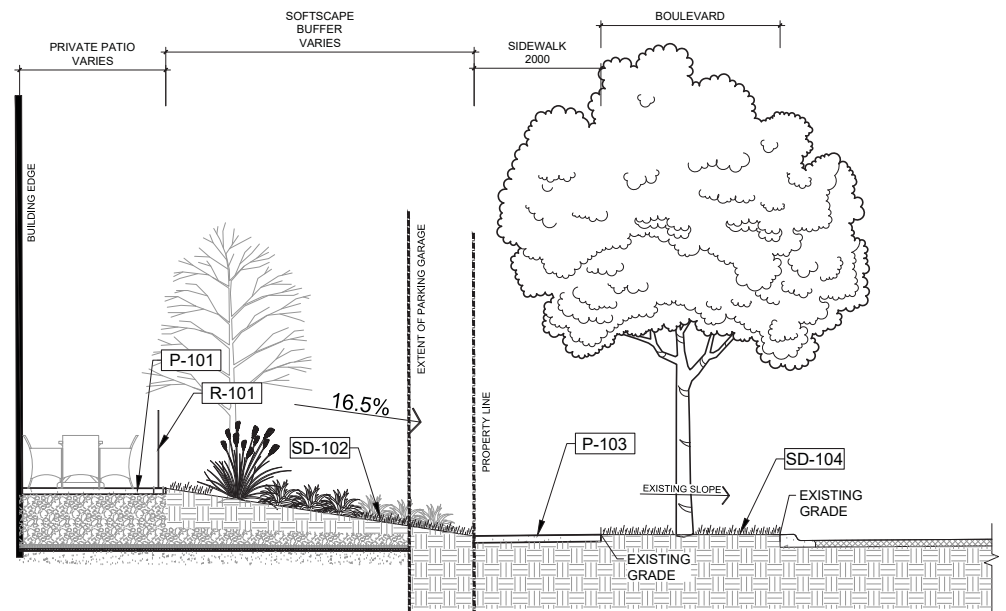 SOFTSCAPE
BUFFER
VARIES
BOULEVARD
PRIVATE PATIO
VARIES
SIDEWALK
2000
BUILDING EDGE
EXTENT OF PARKING GARAGE
PROPERTY LINE
P-101
R-101
16.5%
SD-102
P-103
SD-104
EXISTING SLOPE
EXISTING
GRADE
EXISTING
GRADE